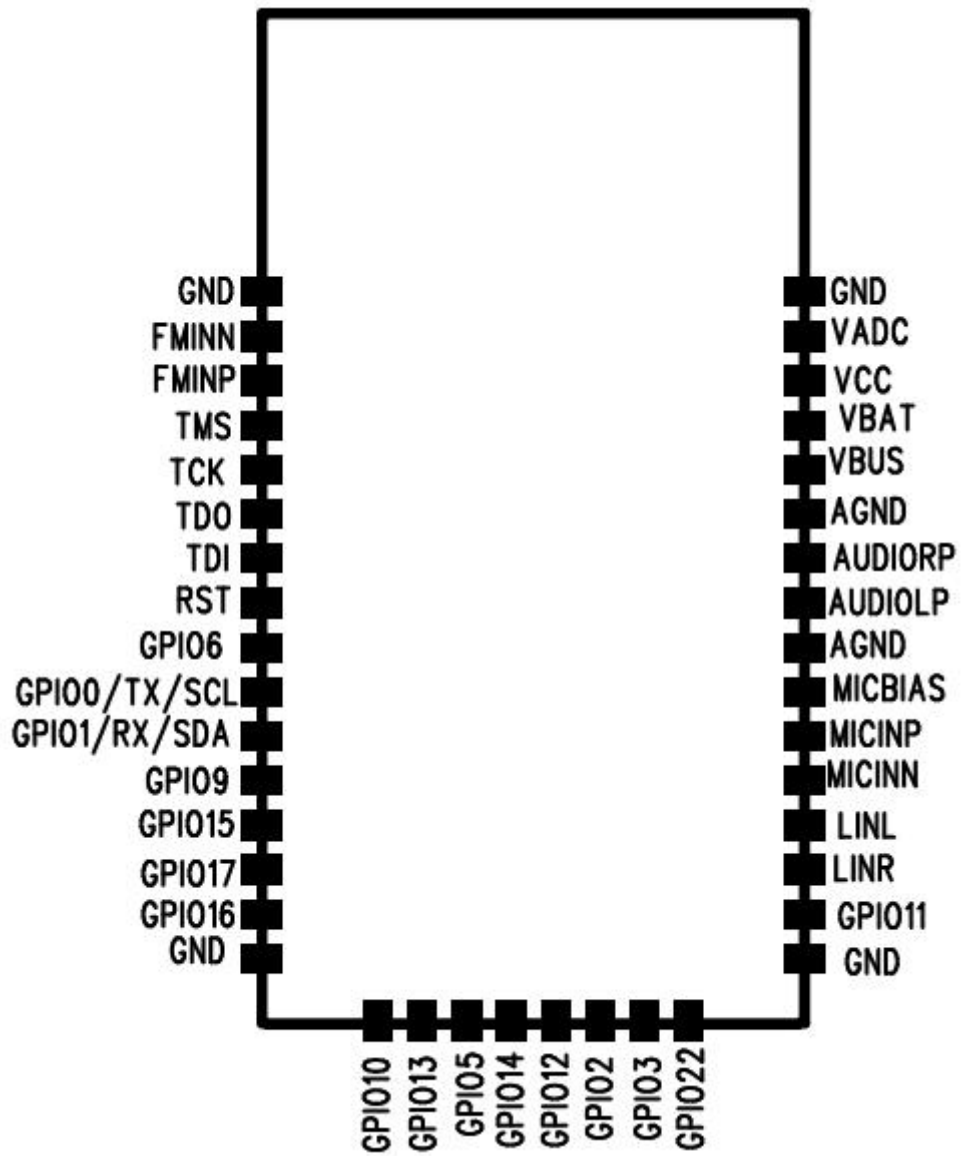 GND
FMINN
FMINP
TMS
TCK
TDO
TDI
RST
GPIO6
GPIO0/TX/SCL
GPIO1/RX/SDA
GPIO9
GPIO15
GPIO17
GPIO16
GND
GPIO10
GPIO13
GPIO5
GPIO14
GPIO12
GPIO2
GPIO3
GPIO22
GND
VADC
VCC
VBAT
VBUS
AGND
AUDIORP
AUDIOLP
AGND
MICBIAS
MICINP
MICINN
LINL
LINR
GPIO11
GND